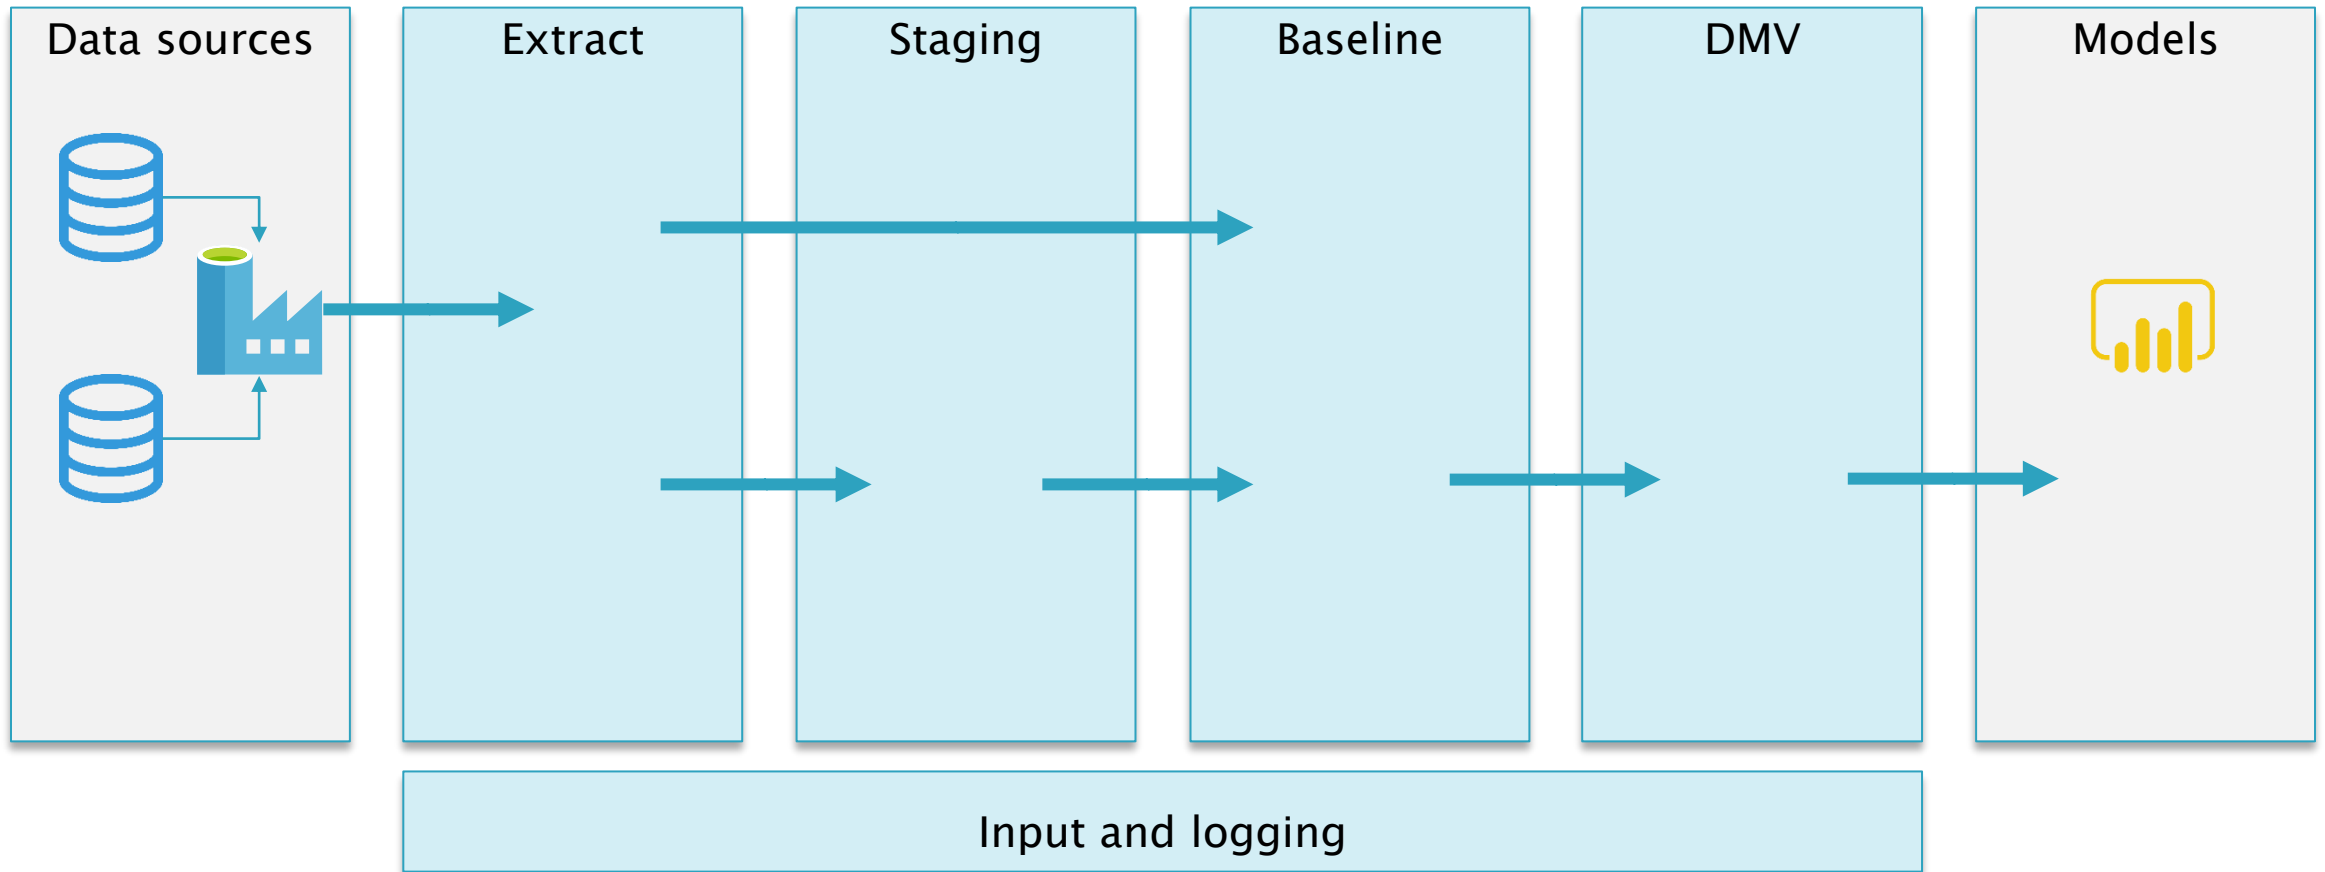 Data sources
Extract
Staging
Baseline
DMV
Models
Input and logging